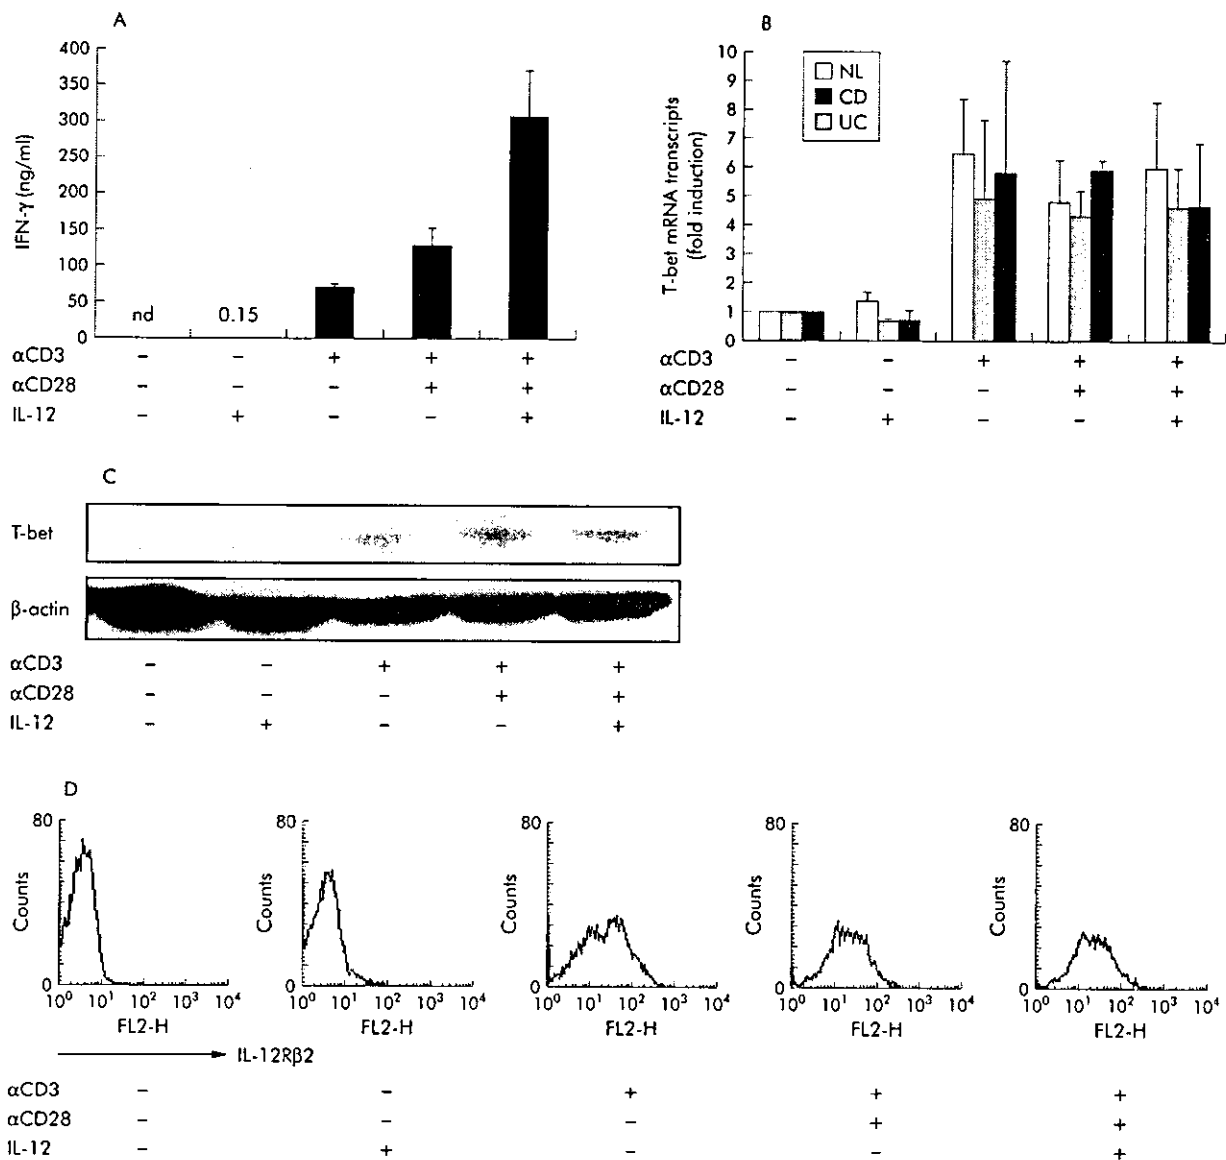 A
400
350
300
250
200
150
100
50
0
IFN-γ (ng/ml)
nd
0.15
αCD3 – – + + +
αCD28 – – – + +
IL-12 – + – – +
B
10
9
8
7
6
5
4
3
2
1
0
T-bet mRNA transcripts
(fold induction)
NL
CD
UC
αCD3 – – + + +
αCD28 – – – + +
IL-12 – + – – +
C
T-bet
β-actin
αCD3 – – + + +
αCD28 – – – + +
IL-12 – + – – +
D
80 80 80 80 80
Counts Counts Counts Counts Counts
0 0 0 0 0
10⁰ 10¹ 10² 10³ 10⁴ 10⁰ 10¹ 10² 10³ 10⁴ 10⁰ 10¹ 10² 10³ 10⁴ 10⁰ 10¹ 10² 10³ 10⁴ 10⁰ 10¹ 10² 10³ 10⁴
FL2-H FL2-H FL2-H FL2-H FL2-H
IL-12Rβ2
αCD3 – – + + +
αCD28 – – – + +
IL-12 – + – – +